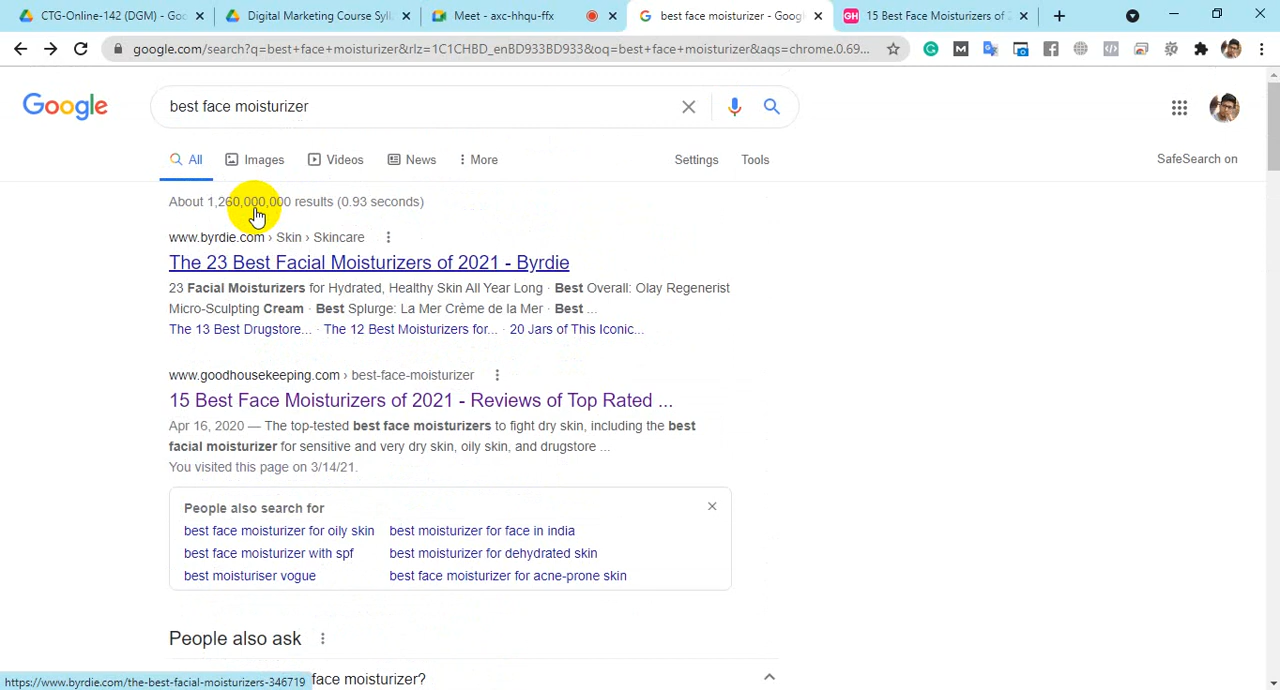 CTG-Online-142 (DGM) - Goo
Digital Marketing Course Syll
Meet - axc-hhqu-ffx
best face moisturizer - Google
15 Best Face Moisturizers of 2
google.com/search?q=best+face+moisturizer&rlz=1C1CHBD_enBD933BD933&oq=best+face+moisturizer&aqs=chrome.0.69...
Google
best face moisturizer
All
Images
Videos
News
More
Settings
Tools
SafeSearch on
About 1,260,000,000 results (0.93 seconds)
www.byrdie.com › Skin › Skincare
The 23 Best Facial Moisturizers of 2021 - Byrdie
23 Facial Moisturizers for Hydrated, Healthy Skin All Year Long · Best Overall: Olay Regenerist
Micro-Sculpting Cream · Best Splurge: La Mer Crème de la Mer · Best ...
The 13 Best Drugstore... · The 12 Best Moisturizers for... · 20 Jars of This Iconic...
www.goodhousekeeping.com › best-face-moisturizer
15 Best Face Moisturizers of 2021 - Reviews of Top Rated ...
Apr 16, 2020 — The top-tested best face moisturizers to fight dry skin, including the best
facial moisturizer for sensitive and very dry skin, oily skin, and drugstore ...
You visited this page on 3/14/21.
People also search for
best face moisturizer for oily skin
best moisturizer for face in india
best face moisturizer with spf
best moisturizer for dehydrated skin
best moisturiser vogue
best face moisturizer for acne-prone skin
People also ask
face moisturizer?
https://www.byrdie.com/the-best-facial-moisturizers-346719